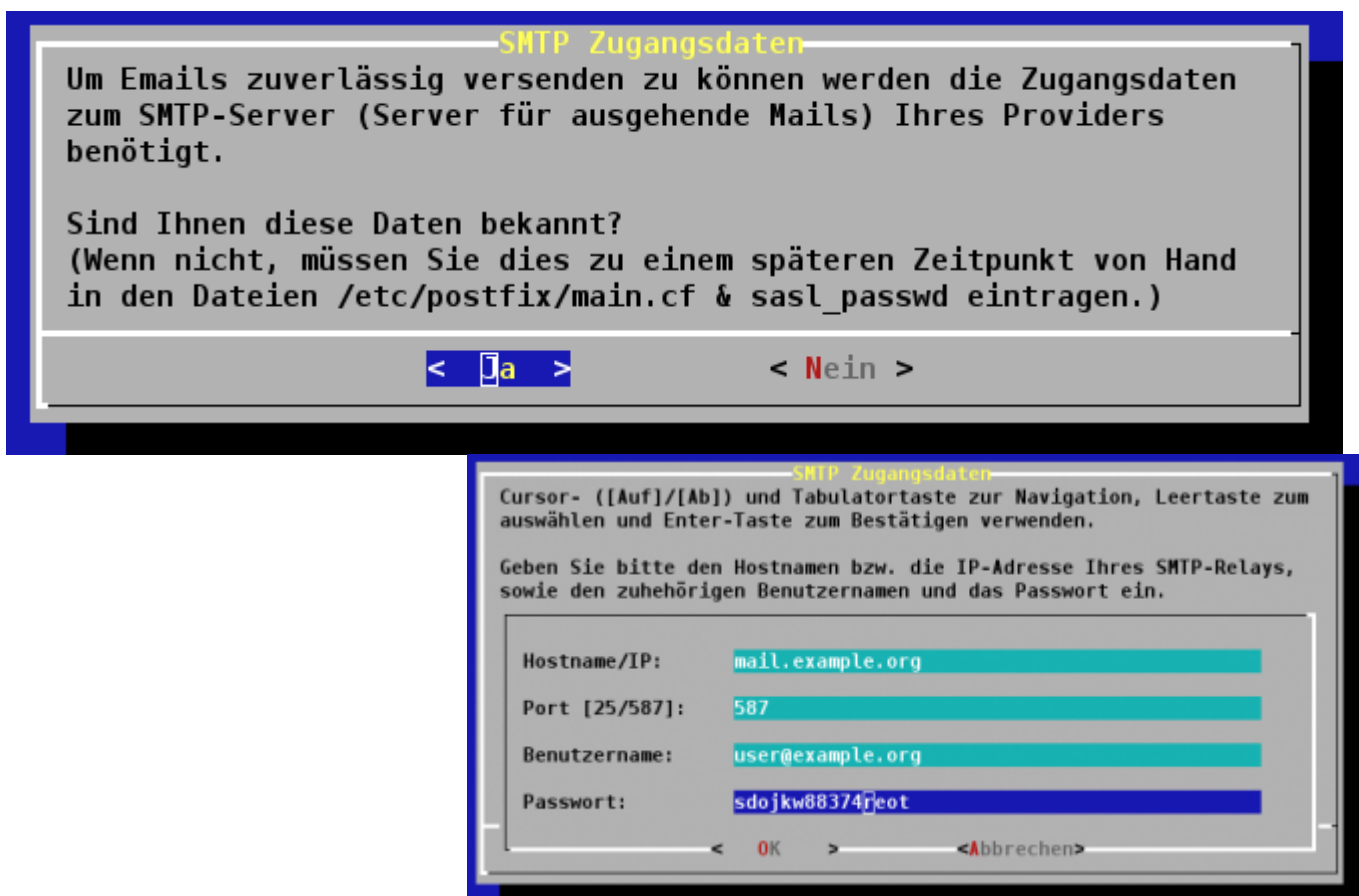 SMTP Zugangsdaten
Um Emails zuverlässig versenden zu können werden die Zugangsdaten
zum SMTP-Server (Server für ausgehende Mails) Ihres Providers
benötigt.
Sind Ihnen diese Daten bekannt?
(Wenn nicht, müssen Sie dies zu einem späteren Zeitpunkt von Hand
in den Dateien /etc/postfix/main.cf & sasl_passwd eintragen.)
< Ja > < Nein >
SMTP Zugangsdaten
Cursor- ([Auf]/[Ab]) und Tabulatortaste zur Navigation, Leertaste zum
auswählen und Enter-Taste zum Bestätigen verwenden.
Geben Sie bitte den Hostnamen bzw. die IP-Adresse Ihres SMTP-Relays,
sowie den zuhehörigen Benutzernamen und das Passwort ein.
Hostname/IP: mail.example.org
Port [25/587]: 587
Benutzername: user@example.org
Passwort: sdojkw88374reot
< OK > <Abbrechen>